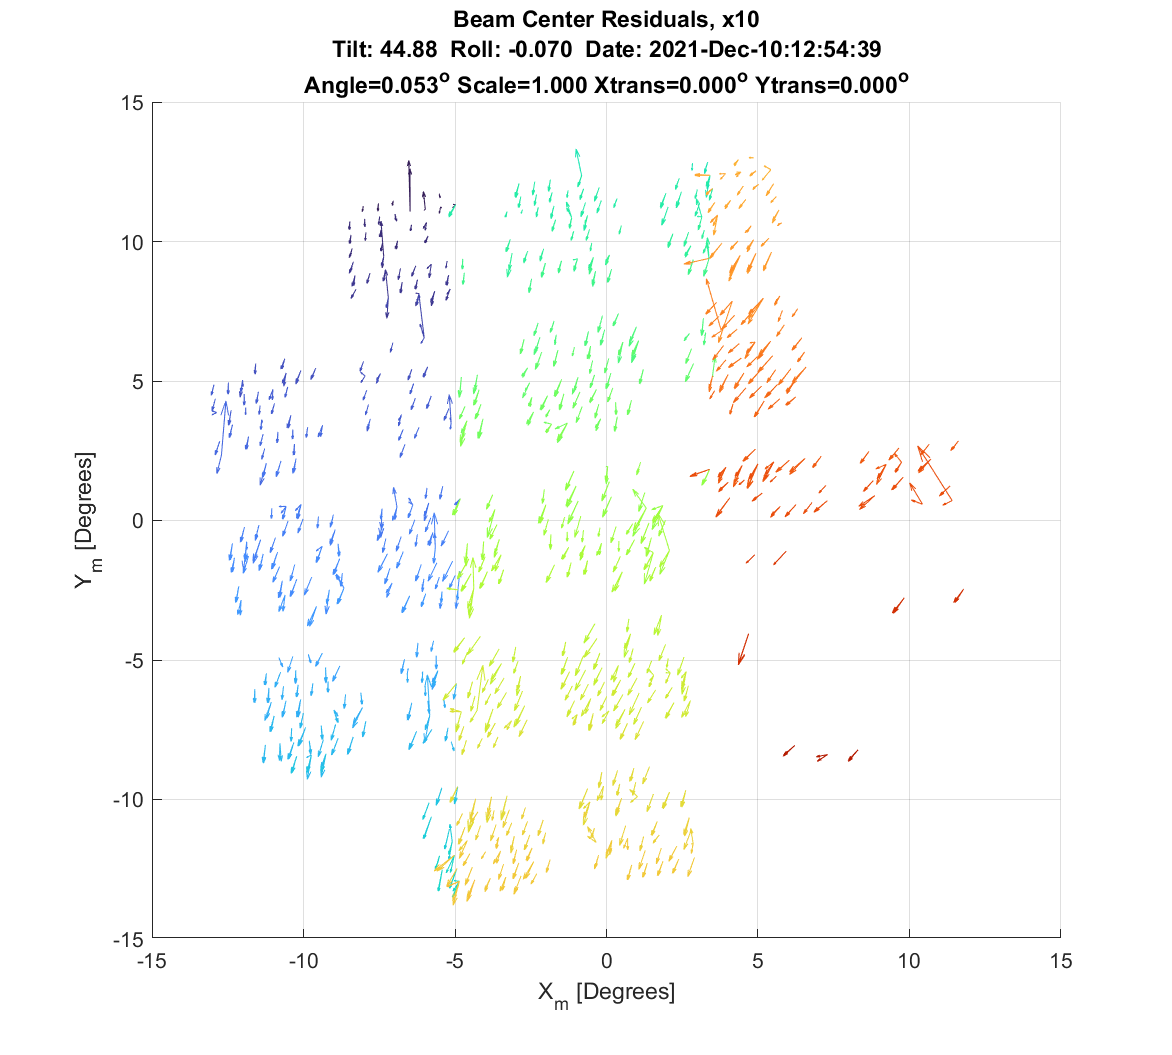 Beam Center Residuals, x10
Tilt: 44.88  Roll: -0.070  Date: 2021-Dec-10:12:54:39
Angle=0.053° Scale=1.000 Xtrans=0.000° Ytrans=0.000°
15
10
5
0
-5
-10
-15
Y_m [Degrees]
-15
-10
-5
0
5
10
15
X_m [Degrees]